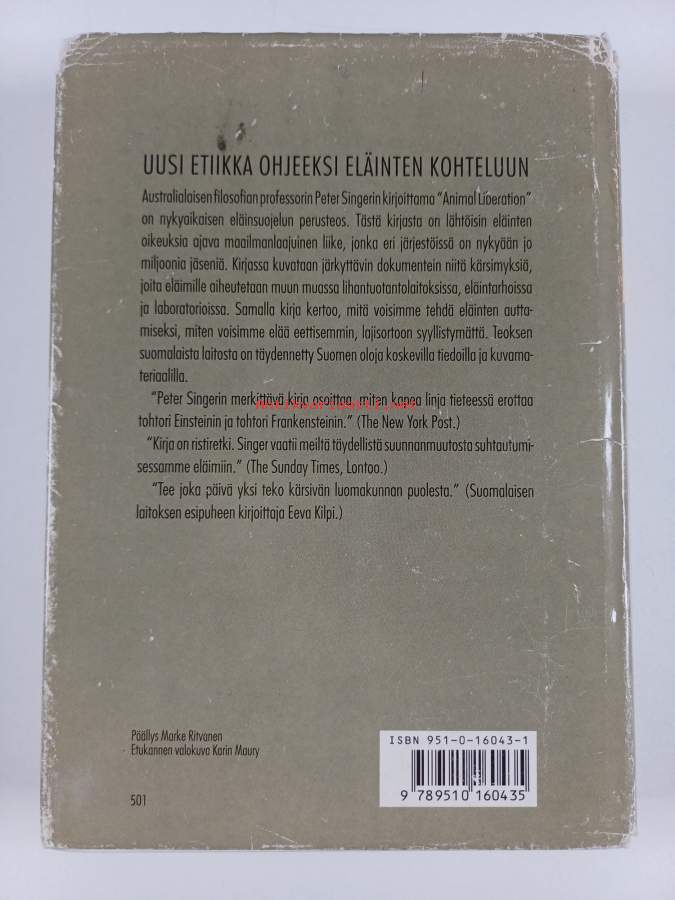 UUSI ETIIKKA OHJEEKSI ELÄINTEN KOHTELUUN
Australialaisen filosofian professorin Peter Singerin kirjoittama "Animal Liberation"
on nykyaikaisen eläinsuojelun perusteos. Tästä kirjasta on lähtöisin eläinten
oikeuksia ajava maailmanlaajuinen liike, jonka eri järjestöissä on nykyään jo
miljoonia jäseniä. Kirjassa kuvataan järkyttävin dokumentein niitä kärsimyksiä,
joita eläimille aiheutetaan muun muassa lihantuotantolaitoksissa, eläintarhoissa
ja laboratorioissa. Samalla kirja kertoo, mitä voisimme tehdä eläinten autta-
miseksi, miten voisimme elää eettisemmin, lajisortoon syyllistymättä. Teoksen
suomalaista laitosta on täydennetty Suomen oloja koskevilla tiedoilla ja kuvama-
teriaalilla.
"Peter Singerin merkittävä kirja osoittaa, miten kapea linja tieteessä erottaa
tohtori Einsteinin ja tohtori Frankensteinin." (The New York Post.)
"Kirja on ristiretki. Singer vaatii meiltä täydellistä suunnanmuutosta suhtautumi-
sessamme eläimiin." (The Sunday Times, Lontoo.)
"Tee joka päivä yksi teko kärsivän luomakunnan puolesta." (Suomalaisen
laitoksen esipuheen kirjoittaja Eeva Kilpi.)
Päällys Marke Ritvanen
Etukannen valokuva Karin Maury
501
ISBN 951-0-16043-1
9 789510 160435